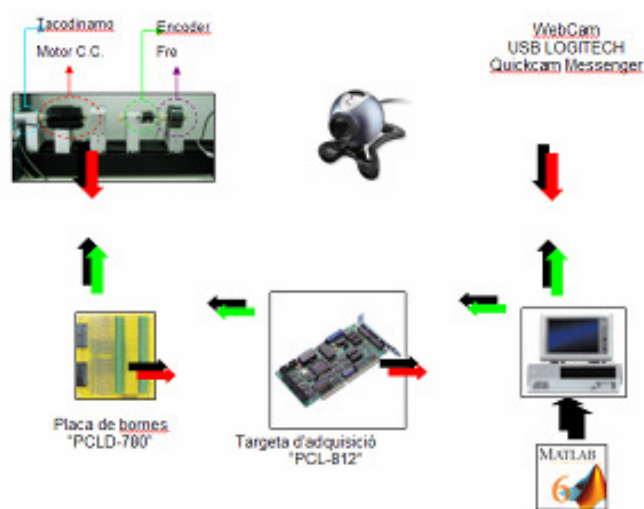 Tacodinamo
Encoder
Motor C.C.
Fre
WebCam
USB LOGITECH
Quickcam Messenger
Placa de bornes
"PCLD-780"
Targeta d'adquisició
"PCL-812"
MATLAB
6